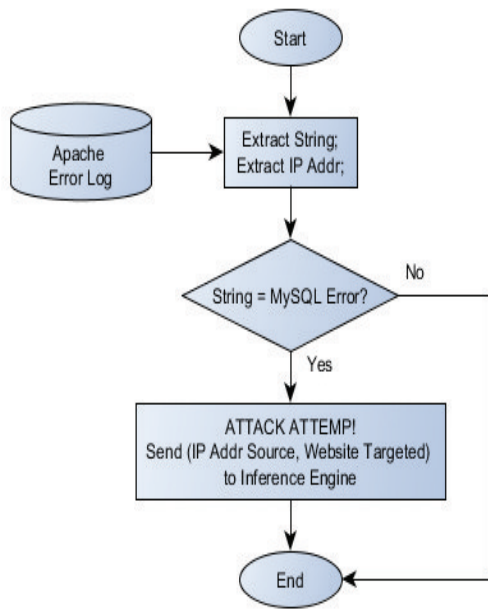 Start
Apache
Error Log
Extract String;
Extract IP Addr;
String = MySQL Error?
No
Yes
ATTACK ATTEMP!
Send (IP Addr Source, Website Targeted)
to Inference Engine
End